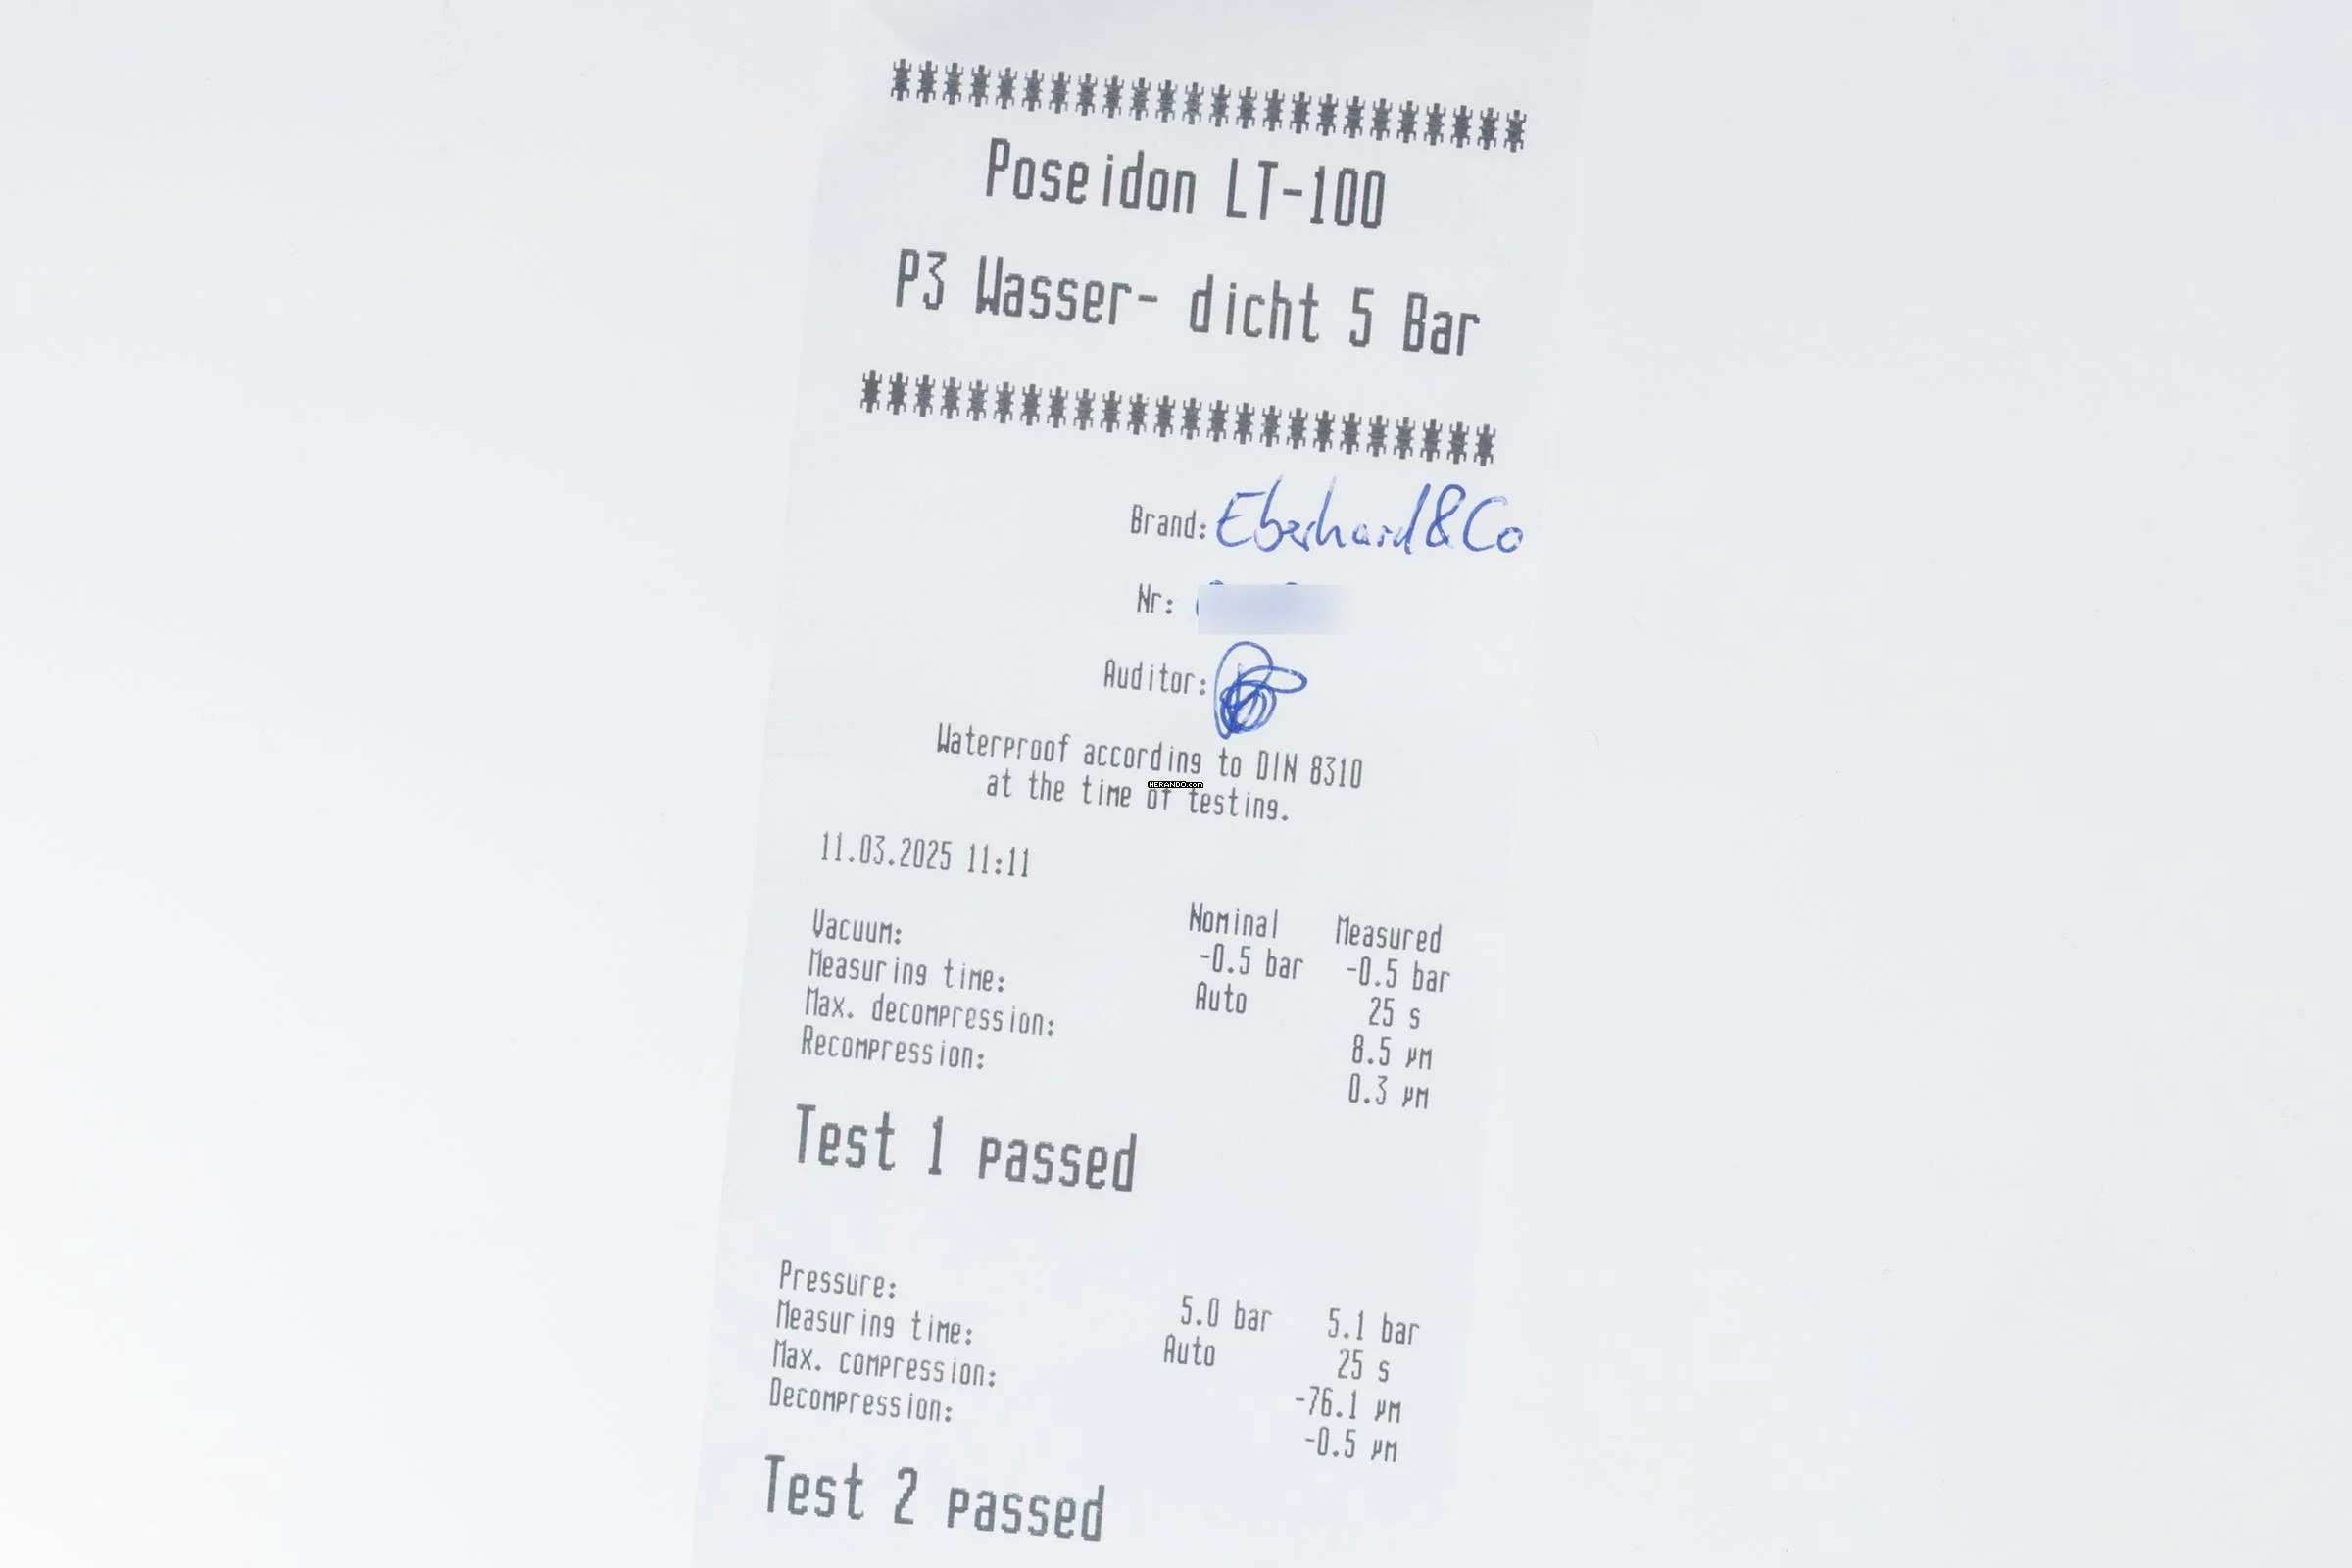 ************************
Poseidon LT-100
P3 Wasser- dicht 5 Bar
************************
Brand: Eberhard&Co
Nr:
Auditor:
Waterproof according to DIN 8310
at the time of testing.
HERANDO.com
11.03.2025 11:11
Nominal Measured
Vacuum: -0.5 bar -0.5 bar
Measuring time: Auto 25 s
Max. decompression: 8.5 µm
Recompression: 0.3 µm
Test 1 passed
Pressure: 5.0 bar 5.1 bar
Measuring time: Auto 25 s
Max. compression: -76.1 µm
Decompression: -0.5 µm
Test 2 passed